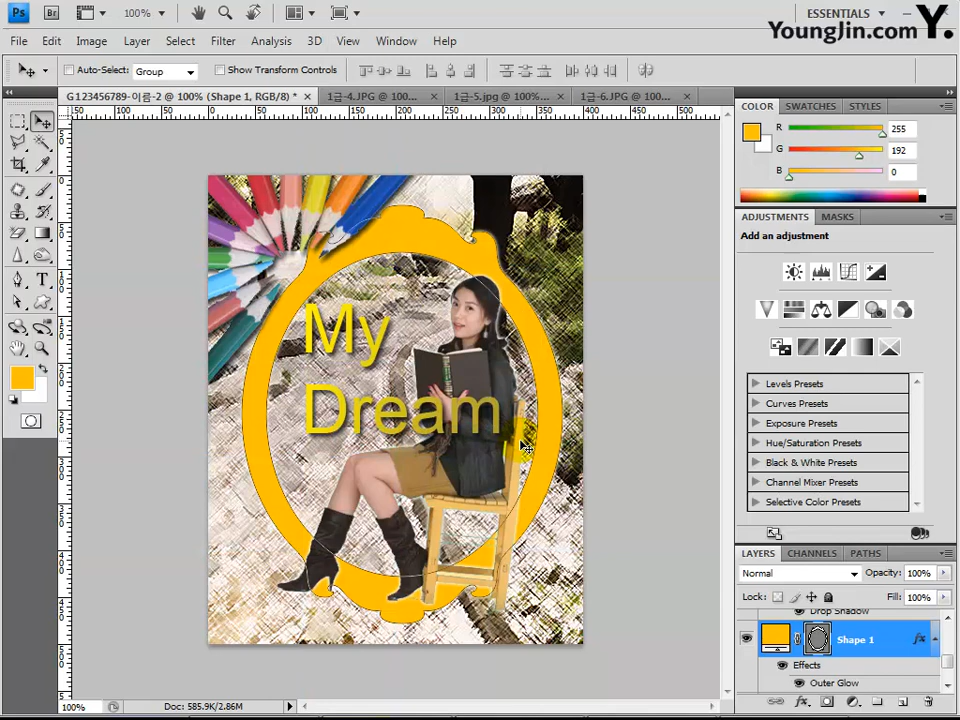 Ps Br 100% ESSENTIALS
YoungJin.com Y.
File Edit Image Layer Select Filter Analysis 3D View Window Help
Auto-Select: Group Show Transform Controls
G123456789-이름-2 @ 100% (Shape 1, RGB/8) * × 1급-4.JPG @ 100... × 1급-5.jpg @ 100%... × 1급-6.JPG @ 100... ×
COLOR SWATCHES STYLES
R 255
G 192
B 0
ADJUSTMENTS MASKS
Add an adjustment
My
Dream
Levels Presets
Curves Presets
Exposure Presets
Hue/Saturation Presets
Black & White Presets
Channel Mixer Presets
Selective Color Presets
LAYERS CHANNELS PATHS
Normal Opacity: 100%
Lock: Fill: 100%
Drop Shadow
Shape 1 fx
Effects
Outer Glow
100% Doc: 585.9K/2.86M